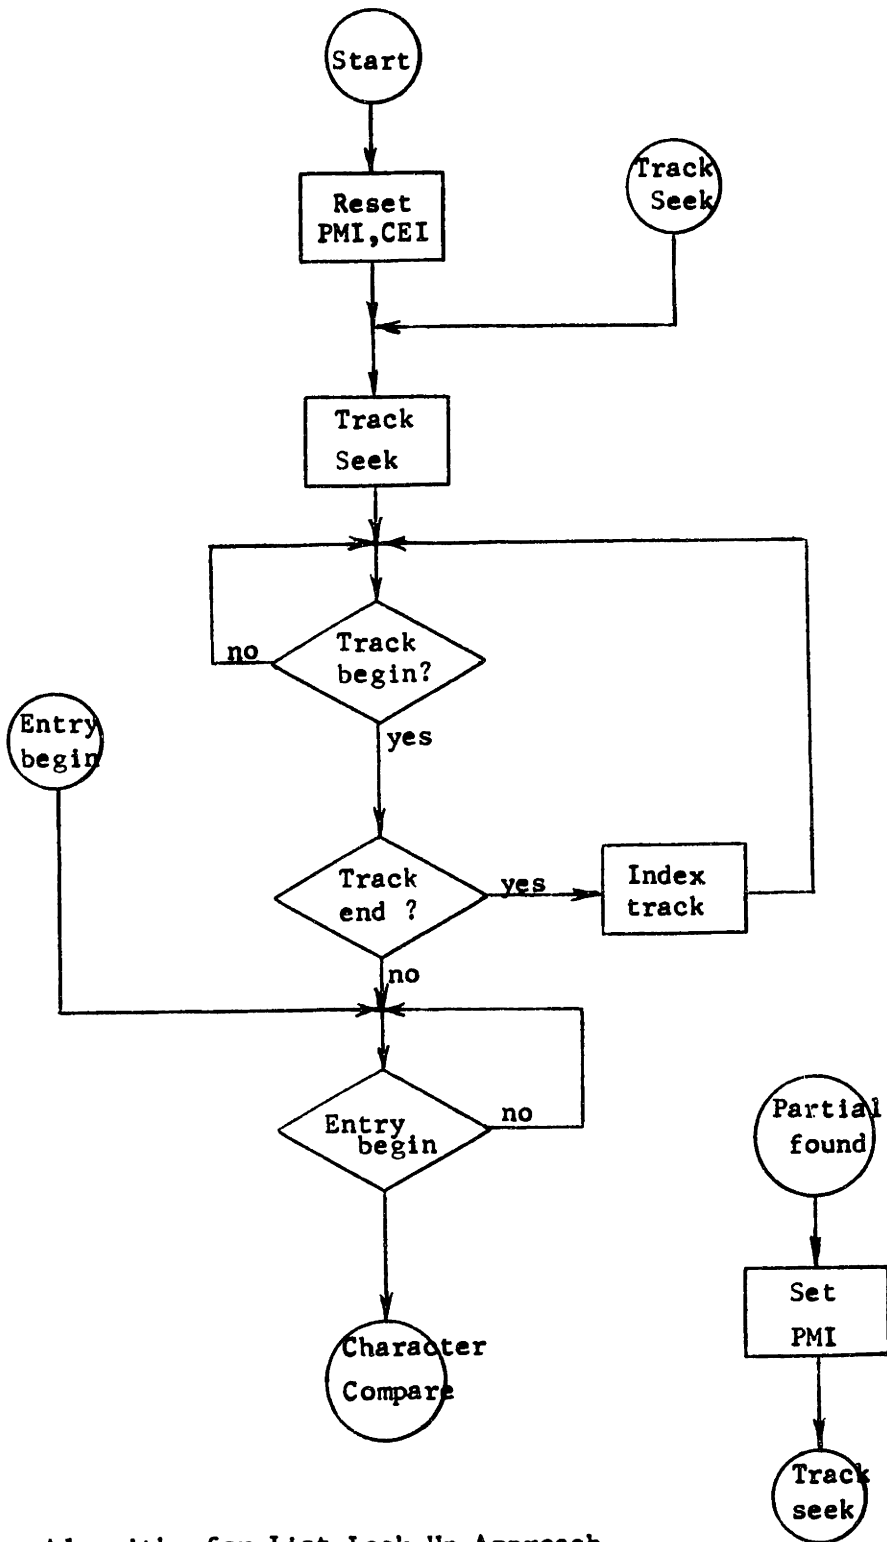 Start
Reset
PMI,CEI
Track
Seek
Track
Seek
no
Track
begin?
yes
Entry
begin
Track
end ?
yes
Index
track
no
Entry
begin
no
Partial
found
Set
PMI
Character
Compare
Track
seek
for List Look Up Approach